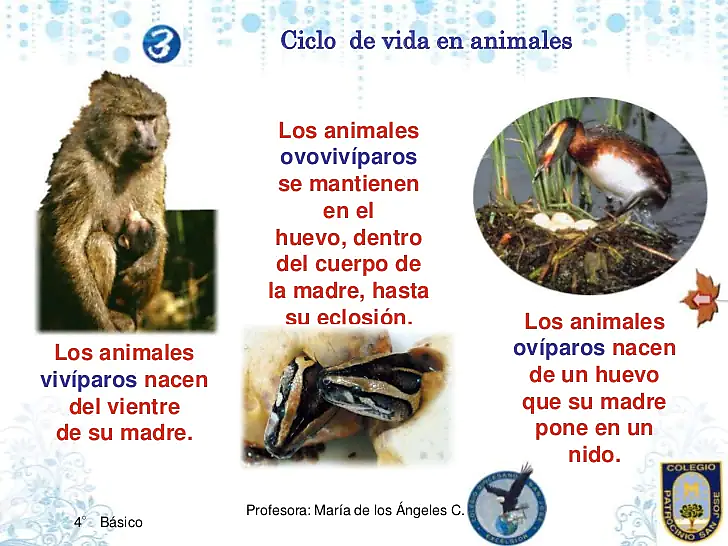 3
Ciclo de vida en animales
Los animales
ovovivíparos
se mantienen
en el
huevo, dentro
del cuerpo de
la madre, hasta
su eclosión.
Los animales
vivíparos nacen
del vientre
de su madre.
Los animales
ovíparos nacen
de un huevo
que su madre
pone en un
nido.
Profesora: María de los Ángeles C.
4° Básico
EXCELSIOR
COLEGIO
PATROCINIO SAN JOSE